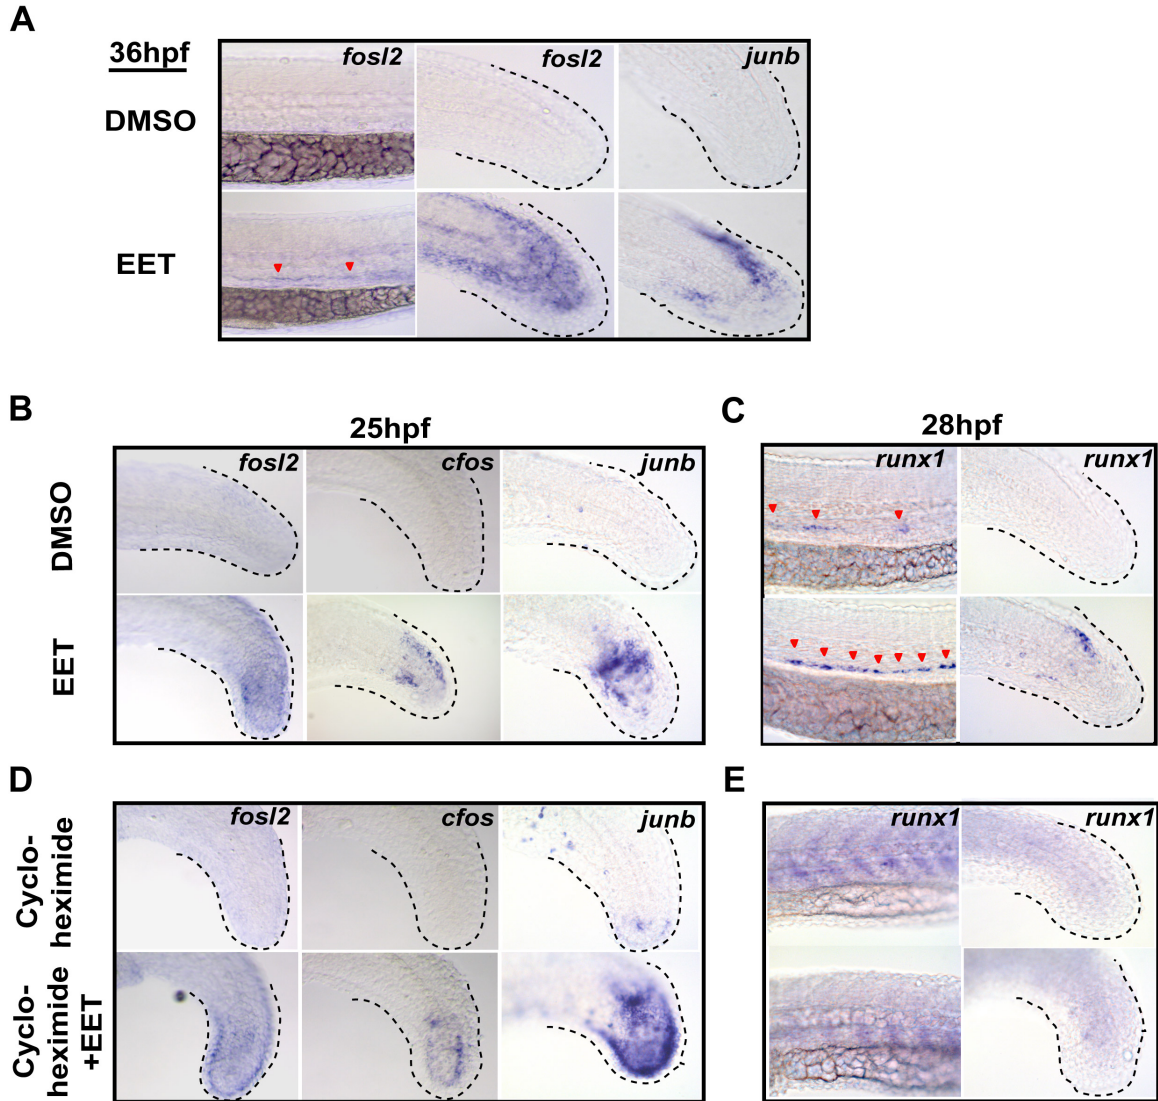 A
36hpf
fosl2
fosl2
junb
DMSO
EET
B
25hpf
fosl2
cfos
junb
DMSO
EET
C
28hpf
runx1
runx1
D
fosl2
cfos
junb
Cyclo-
heximide
Cyclo-
heximide
+EET
E
runx1
runx1